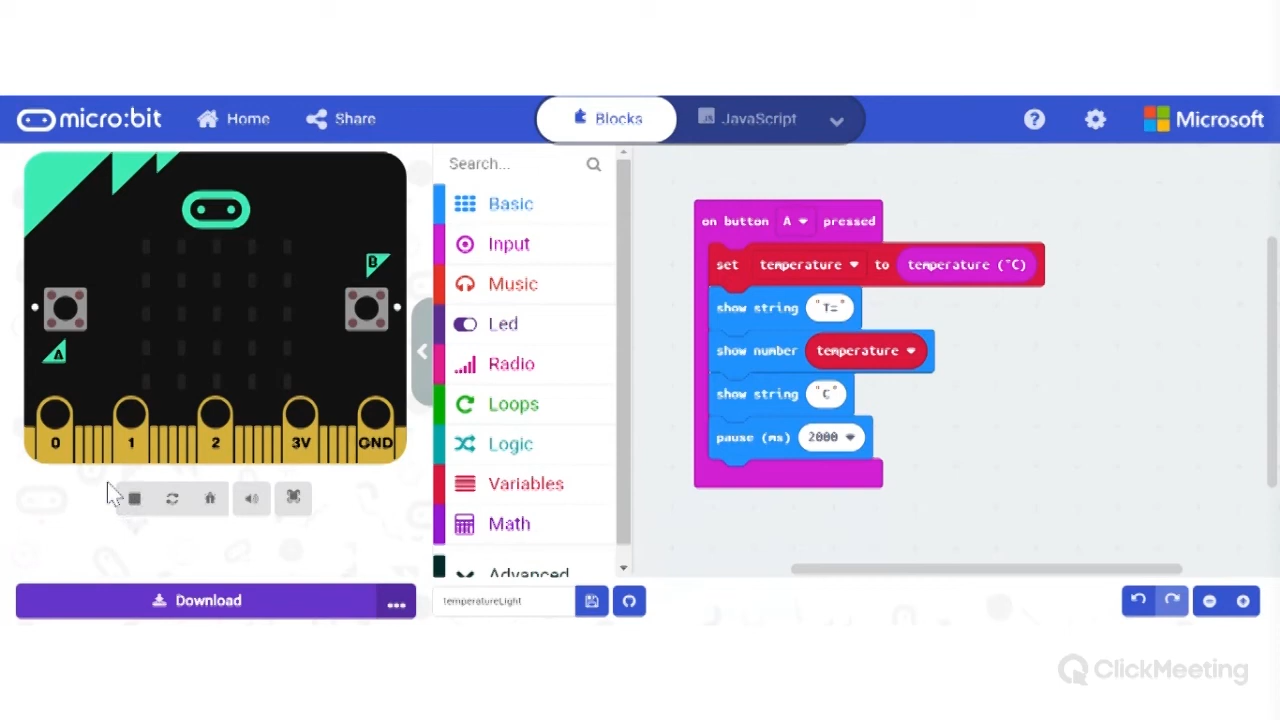 micro:bit Home Share Blocks JavaScript ? Microsoft
Search...
Basic
Input
Music
Led
Radio
Loops
Logic
Variables
Math
Advanced
B
A
0 1 2 3V GND
on button A pressed
set temperature to temperature (°C)
show string "T="
show number temperature
show string "C"
pause (ms) 2000
Download ...
temperatureLight
ClickMeeting